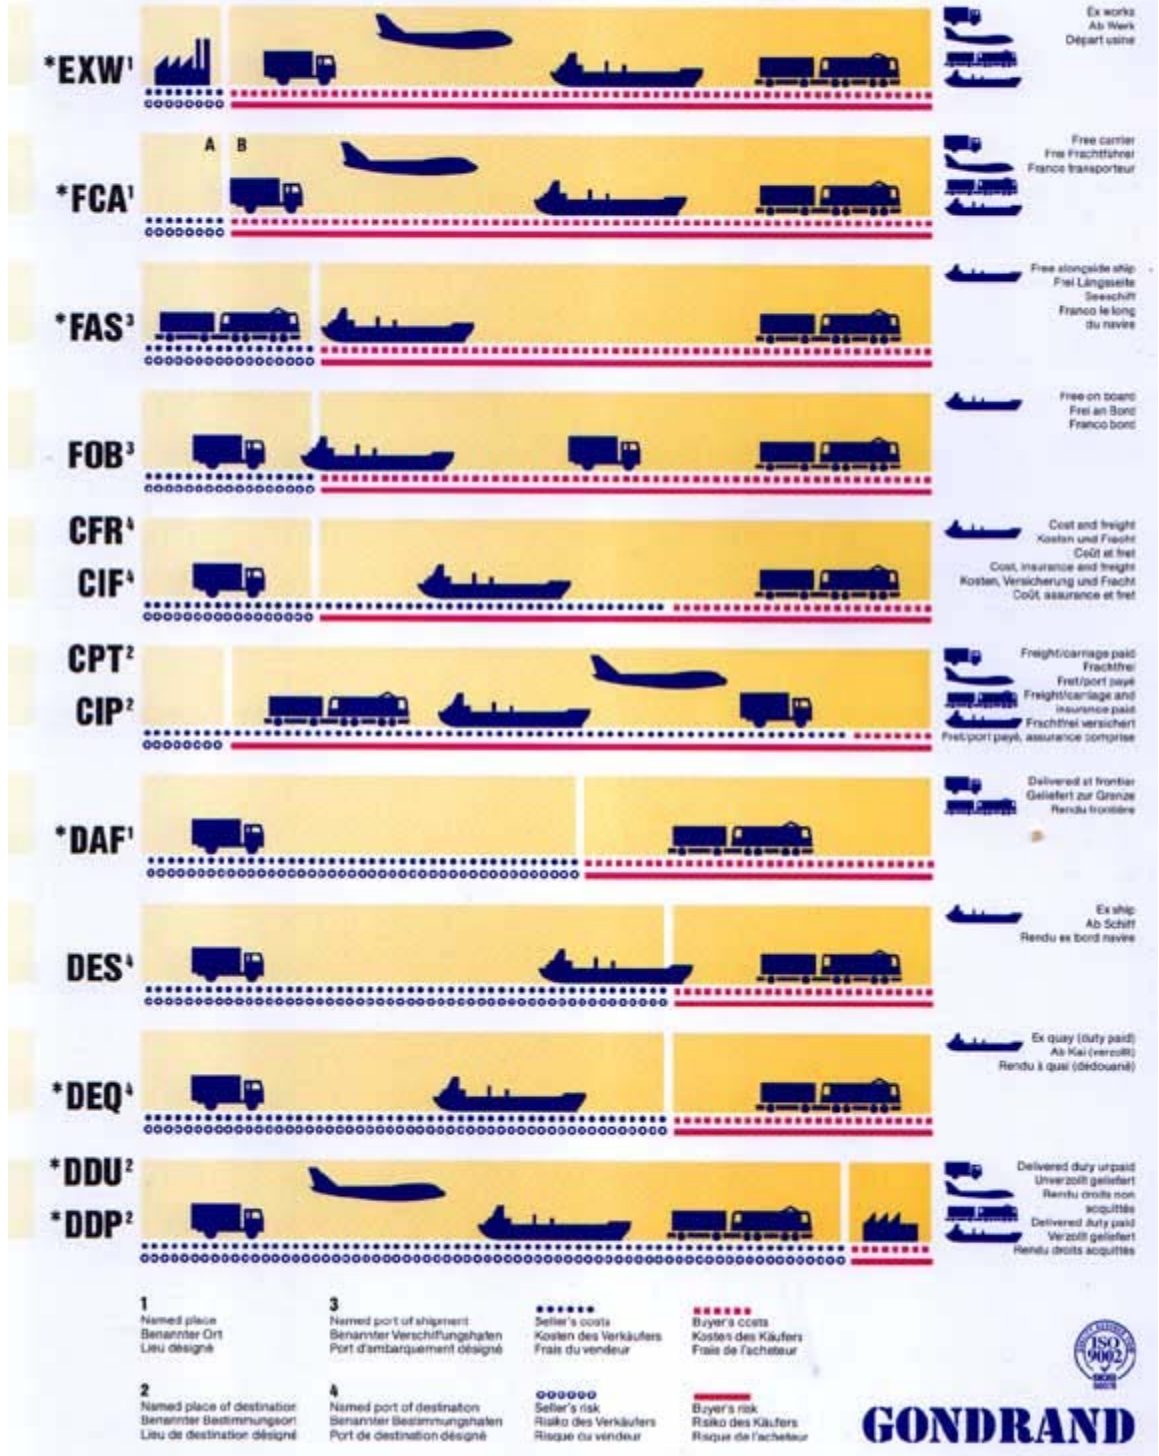 *EXW¹
Ex works
Ab Werk
Départ usine
A B
*FCA¹
Free carrier
Frei Frachtführer
Franco transporteur
*FAS³
Free alongside ship
Frei Längsseite
Seeschiff
Franco le long
du navire
FOB³
Free on board
Frei an Bord
Franco bord
CFR⁴
CIF⁴
Cost and freight
Kosten und Fracht
Coût et fret
Cost, insurance and freight
Kosten, Versicherung und Fracht
Coût, assurance et fret
CPT²
CIP²
Freight/carriage paid
Frachtfrei
Fret/port payé
Freight/carriage and
insurance paid
Frachtfrei versichert
Fret/port payé, assurance comprise
*DAF¹
Delivered at frontier
Geliefert zur Grenze
Rendu frontière
DES⁴
Ex ship
Ab Schiff
Rendu ex bord navire
*DEQ⁴
Ex quay (duty paid)
Ab Kai (verzollt)
Rendu à quai (dédouané)
*DDU²
*DDP²
Delivered duty unpaid
Unverzollt geliefert
Rendu droits non
acquittés
Delivered duty paid
Verzollt geliefert
Rendu droits acquittés
1
Named place
Benannter Ort
Lieu désigné
3
Named port of shipment
Benannter Verschiffungshafen
Port d'embarquement désigné
Seller's costs
Kosten des Verkäufers
Frais du vendeur
Buyer's costs
Kosten des Käufers
Frais de l'acheteur
2
Named place of destination
Benannter Bestimmungsort
Lieu de destination désigné
4
Named port of destination
Benannter Bestimmungshafen
Port de destination désigné
Seller's risk
Risiko des Verkäufers
Risque du vendeur
Buyer's risk
Risiko des Käufers
Risque de l'acheteur
ISO
9002
GONDRAND